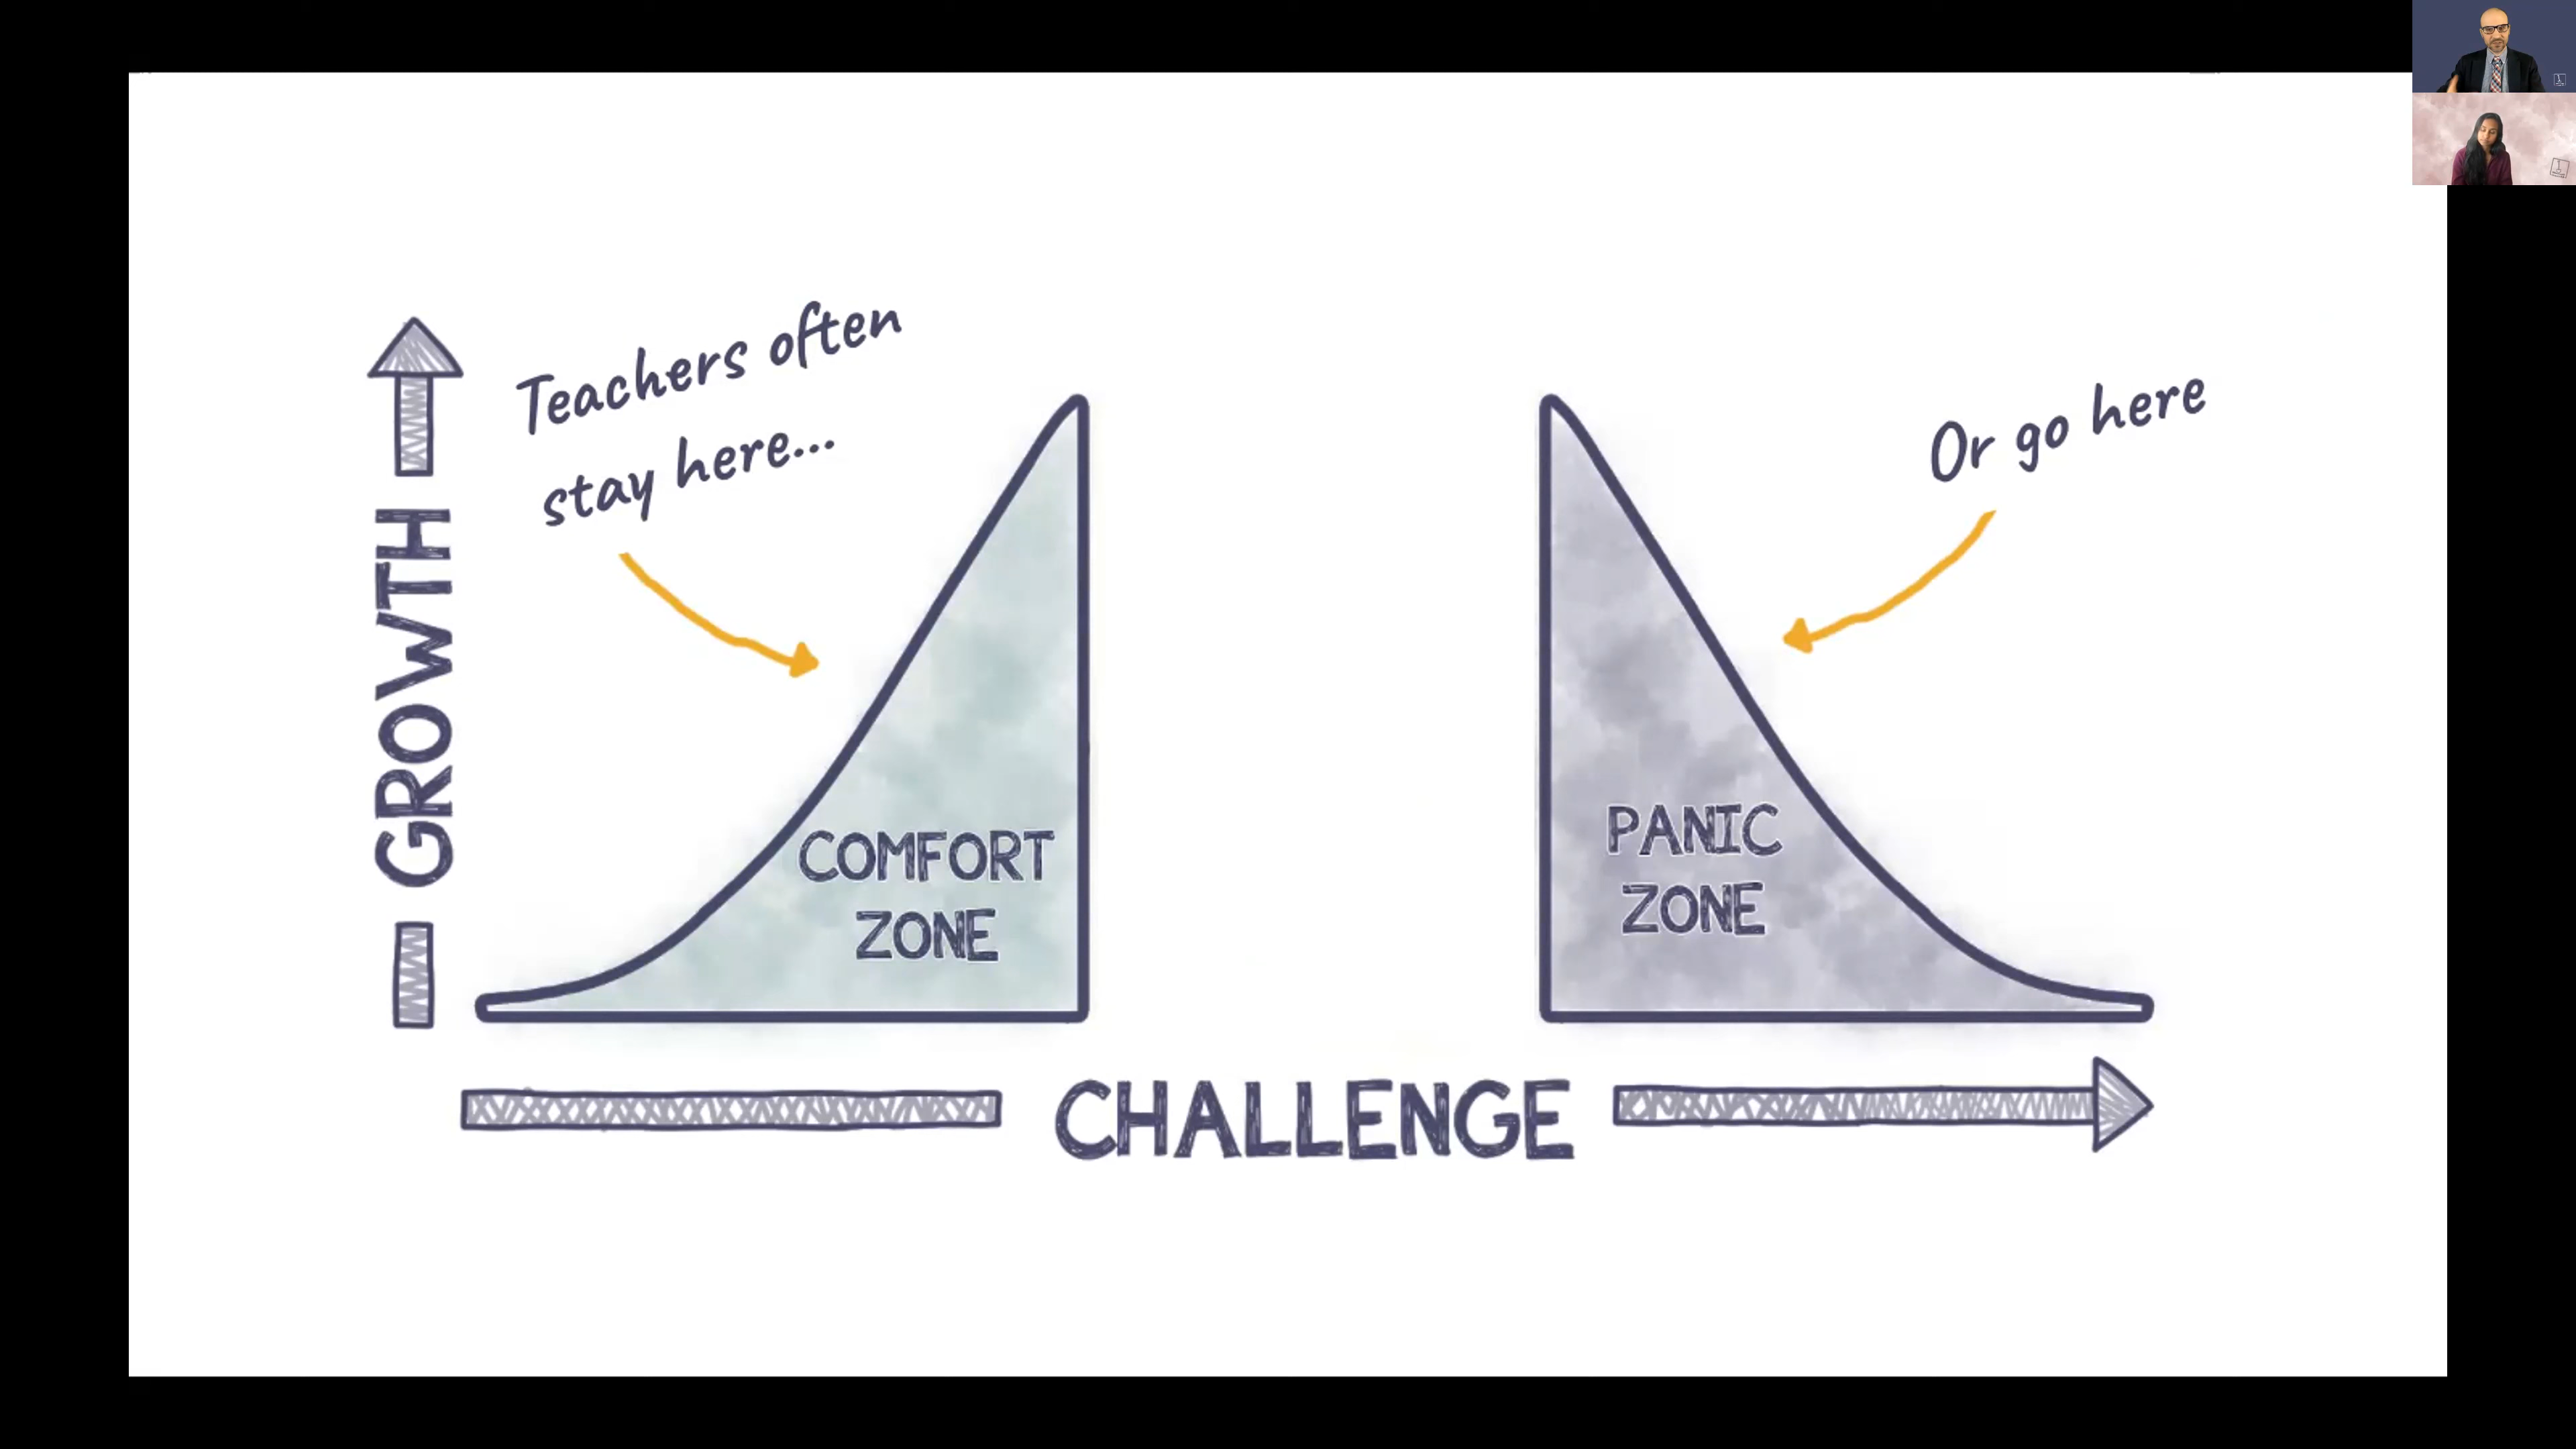 Teachers often
stay here...
Or go here
GROWTH
COMFORT
ZONE
PANIC
ZONE
CHALLENGE